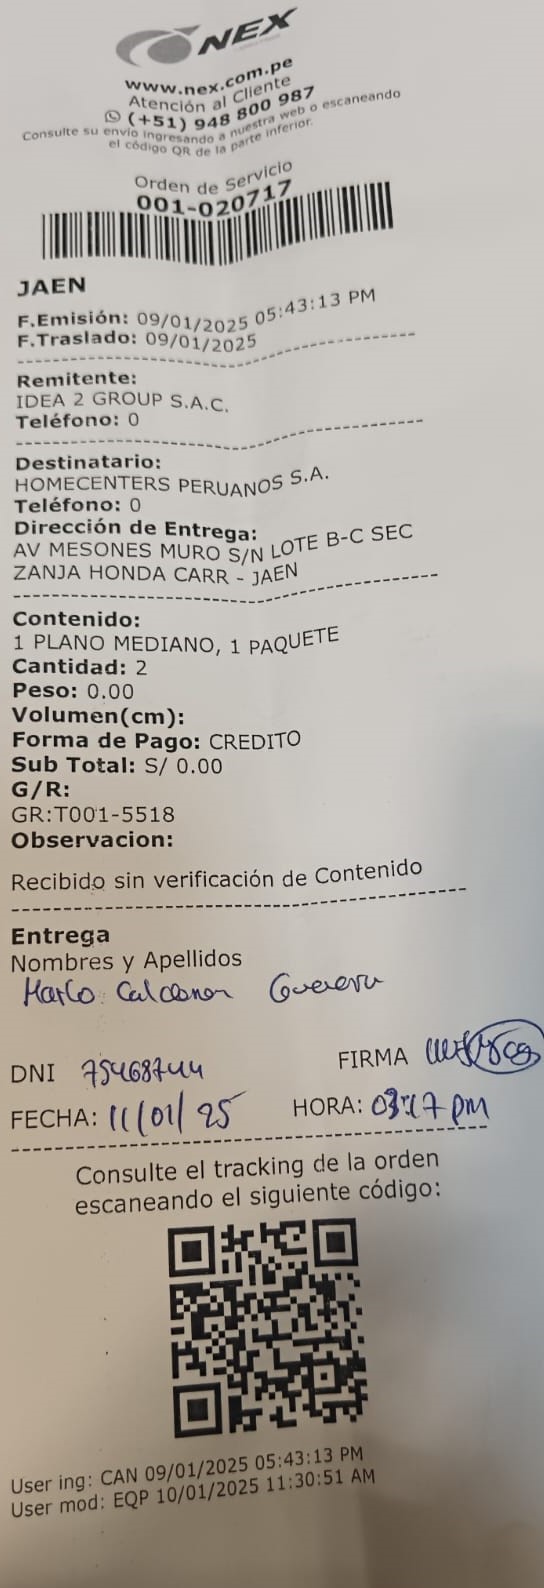 NEX
www.nex.com.pe
Atención al Cliente
(+51) 948 800 987
Consulte su envío ingresando a nuestra web o escaneando
el código QR de la parte inferior.
Orden de Servicio
001-020717
JAEN
F.Emisión: 09/01/2025 05:43:13 PM
F.Traslado: 09/01/2025
Remitente:
IDEA 2 GROUP S.A.C.
Teléfono: 0
Destinatario:
HOMECENTERS PERUANOS S.A.
Teléfono: 0
Dirección de Entrega:
AV MESONES MURO S/N LOTE B-C SEC
ZANJA HONDA CARR - JAEN
Contenido:
1 PLANO MEDIANO, 1 PAQUETE
Cantidad: 2
Peso: 0.00
Volumen(cm):
Forma de Pago: CREDITO
Sub Total: S/ 0.00
G/R:
GR:T001-5518
Observacion:
Recibido sin verificación de Contenido
Entrega
Nombres y Apellidos
DNI 75468744
FIRMA
FECHA: 11/01/25 HORA: 03:17 pm
Consulte el tracking de la orden
escaneando el siguiente código:
User ing: CAN 09/01/2025 05:43:13 PM
User mod: EQP 10/01/2025 11:30:51 AM